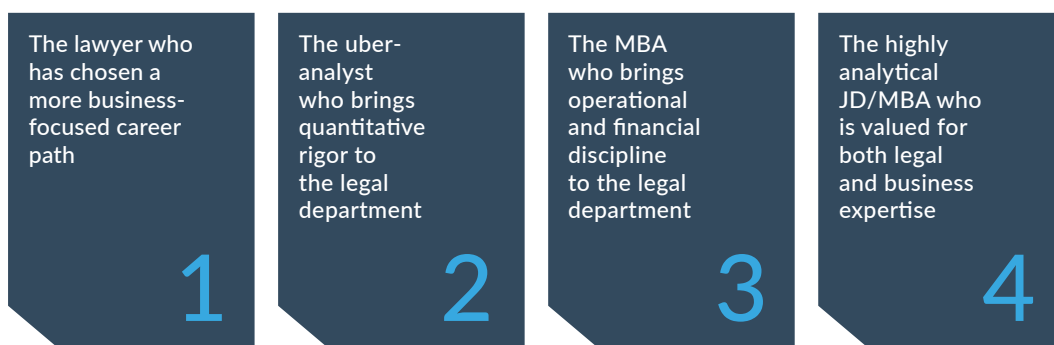 The lawyer who
has chosen a
more business-
focused career
path
1
The uber-
analyst
who brings
quantitative
rigor to
the legal
department
2
The MBA
who brings
operational
and financial
discipline
to the legal
department
3
The highly
analytical
JD/MBA who
is valued for
both legal
and business
expertise
4